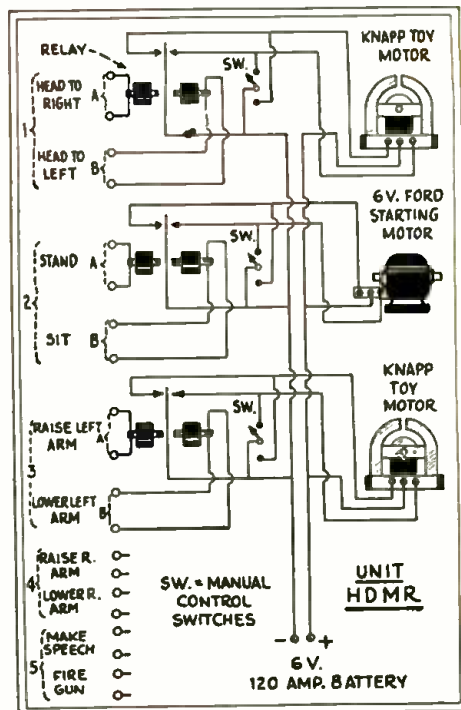 RELAY
KNAPP TOY
MOTOR
SW.
1
HEAD TO
RIGHT
A
HEAD TO
LEFT
B
6V. FORD
STARTING
MOTOR
SW.
2
STAND
A
SIT
B
KNAPP
TOY
MOTOR
SW.
3
RAISE LEFT
ARM
A
LOWER LEFT
ARM
B
4
RAISE R.
ARM
LOWER R.
ARM
5
MAKE
SPEECH
FIRE
GUN
SW. = MANUAL
CONTROL
SWITCHES
UNIT
HDMR
- +
6 V.
120 AMP. BATTERY